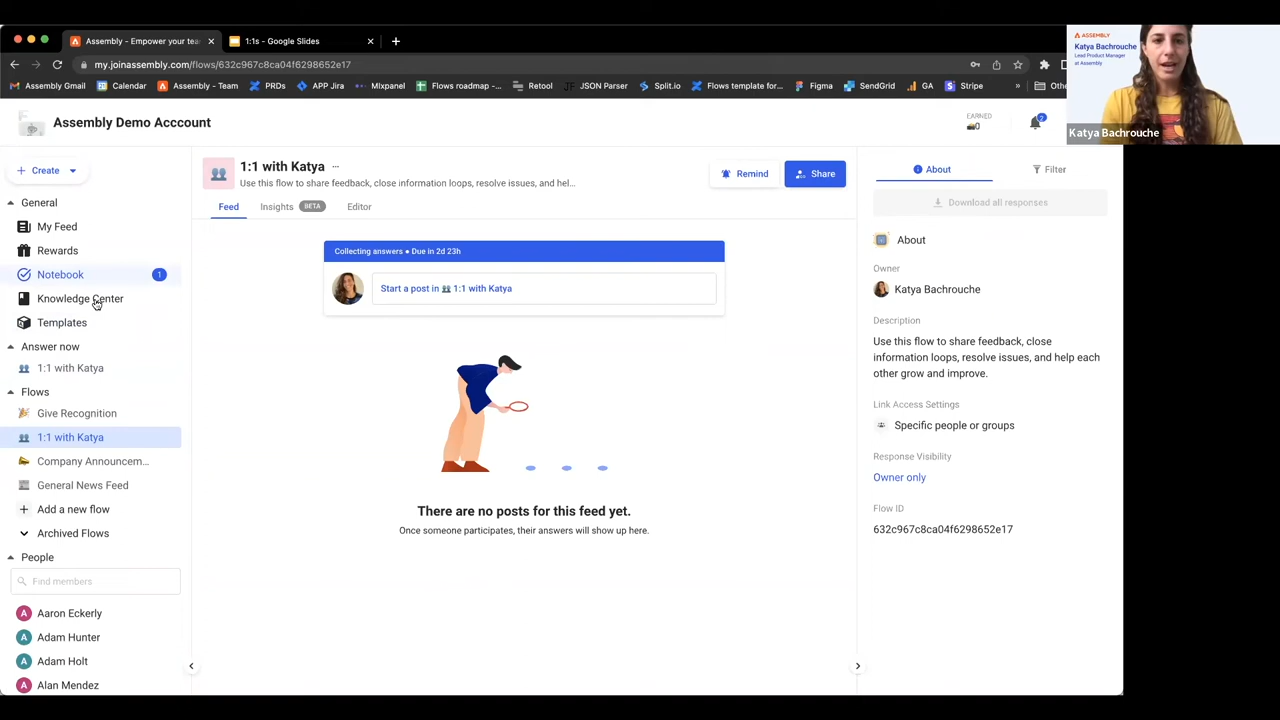 Assembly - Empower your tea
1:1s - Google Slides
my.joinassembly.com/flows/632c967c8ca04f6298652e17
Assembly Gmail
Calendar
Assembly - Team
PRDs
APP Jira
Mixpanel
Flows roadmap -...
Retool
JSON Parser
Split.io
Flows template for...
Figma
SendGrid
GA
Stripe
»
Othe
ASSEMBLY
Katya Bachrouche
Lead Product Manager
at Assembly
Katya Bachrouche
Assembly Demo Acccount
EARNED
0
2
Create
General
My Feed
Rewards
Notebook
1
Knowledge Center
Templates
Answer now
1:1 with Katya
Flows
Give Recognition
1:1 with Katya
Company Announcem...
General News Feed
Add a new flow
Archived Flows
People
Find members
A Aaron Eckerly
A Adam Hunter
A Adam Holt
A Alan Mendez
1:1 with Katya ...
Use this flow to share feedback, close information loops, resolve issues, and hel...
Remind
Share
Feed
Insights BETA
Editor
Collecting answers • Due in 2d 23h
Start a post in 1:1 with Katya
There are no posts for this feed yet.
Once someone participates, their answers will show up here.
About
Filter
Download all responses
About
Owner
Katya Bachrouche
Description
Use this flow to share feedback, close
information loops, resolve issues, and help each
other grow and improve.
Link Access Settings
Specific people or groups
Response Visibility
Owner only
Flow ID
632c967c8ca04f6298652e17